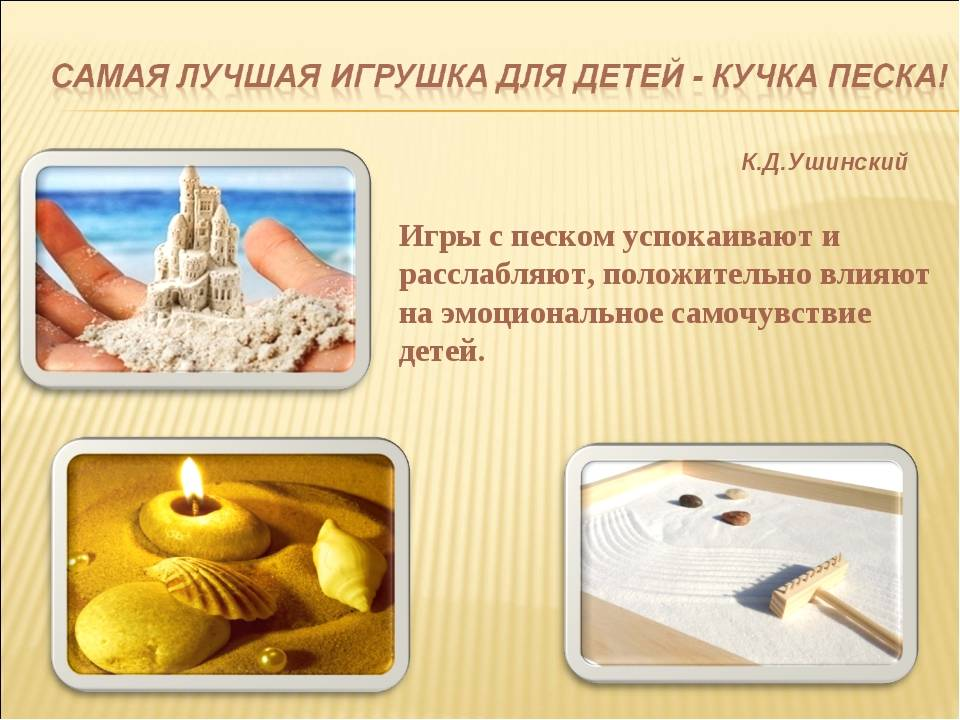 САМАЯ ЛУЧШАЯ ИГРУШКА ДЛЯ ДЕТЕЙ - КУЧКА ПЕСКА!
К.Д.Ушинский
Игры с песком успокаивают и
расслабляют, положительно влияют
на эмоциональное самочувствие
детей.